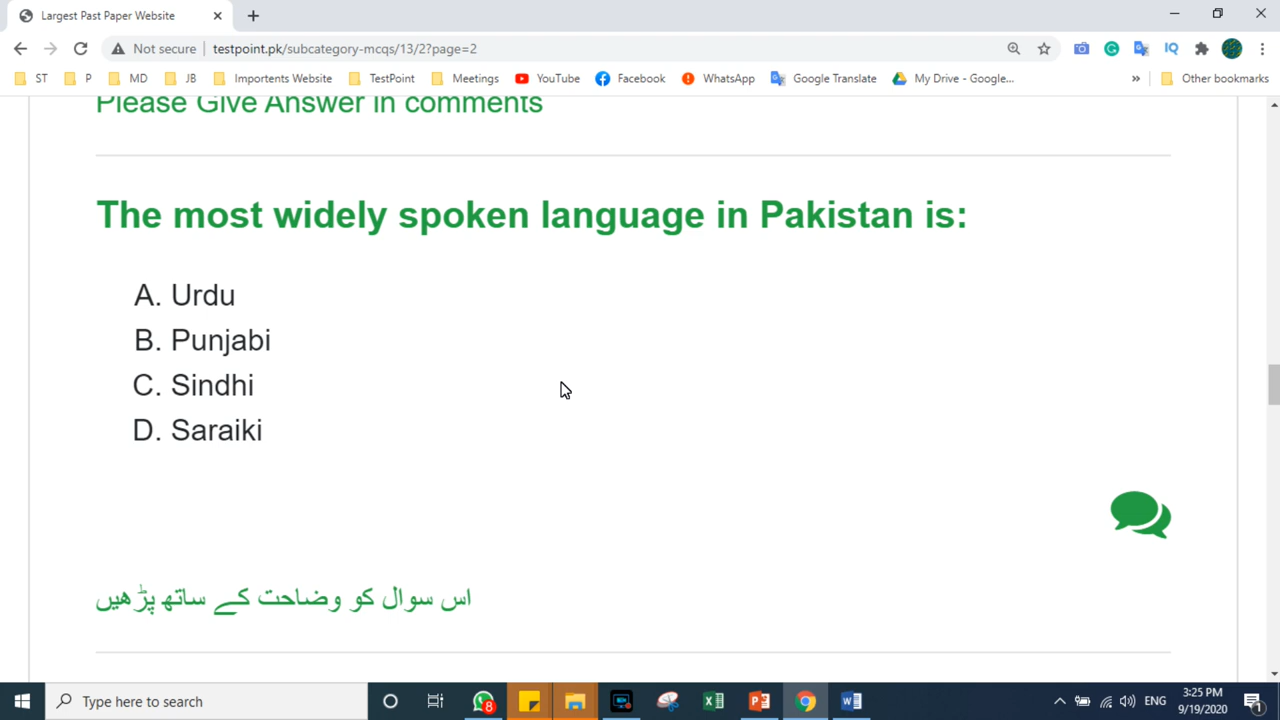 Largest Past Paper Website
Not secure testpoint.pk/subcategory-mcqs/13/2?page=2
ST P MD JB Importents Website TestPoint Meetings YouTube Facebook WhatsApp Google Translate My Drive - Google... » Other bookmarks
Please Give Answer in comments
The most widely spoken language in Pakistan is:
A. Urdu
B. Punjabi
C. Sindhi
D. Saraiki
اس سوال کو وضاحت کے ساتھ پڑھیں
Type here to search
8
ENG
3:25 PM
9/19/2020
1